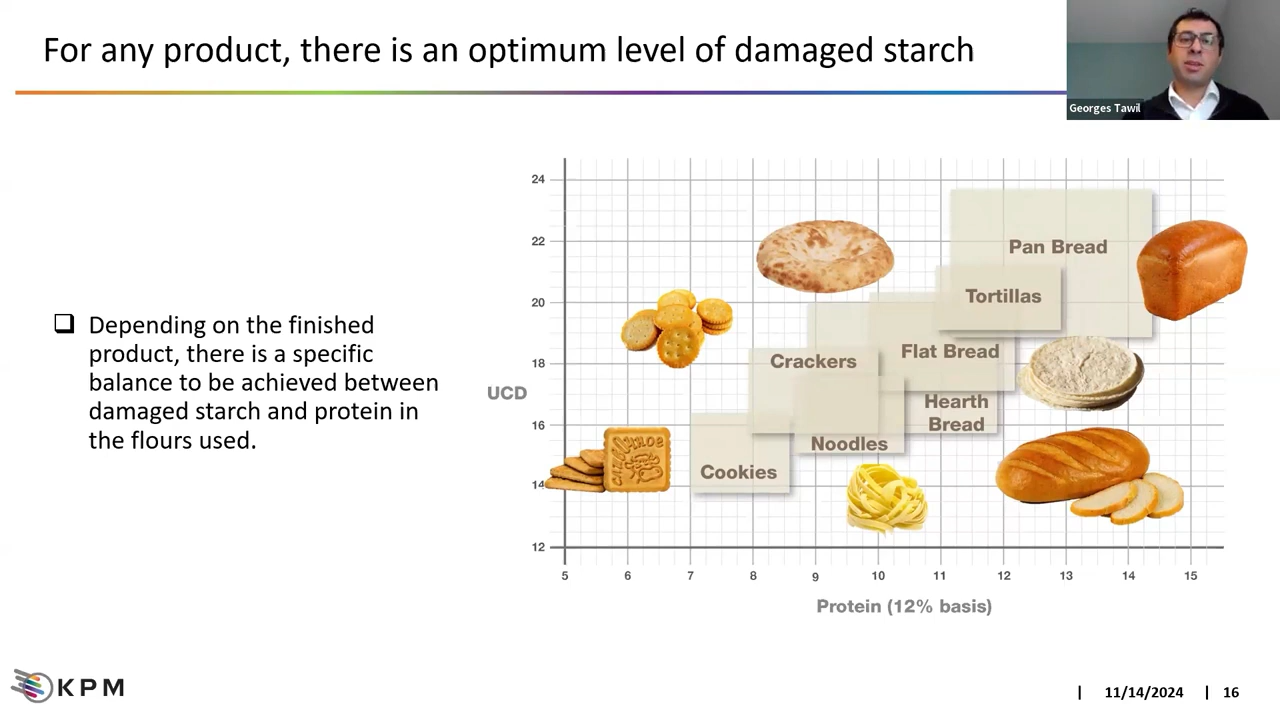 For any product, there is an optimum level of damaged starch
Georges Tawil
Depending on the finished
product, there is a specific
balance to be achieved between
damaged starch and protein in
the flours used.
UCD
24
22
20
18
16
14
12
Pan Bread
Tortillas
Flat Bread
Crackers
Hearth
Bread
Noodles
Cookies
5 6 7 8 9 10 11 12 13 14 15
Protein (12% basis)
KPM
| 11/14/2024 | 16